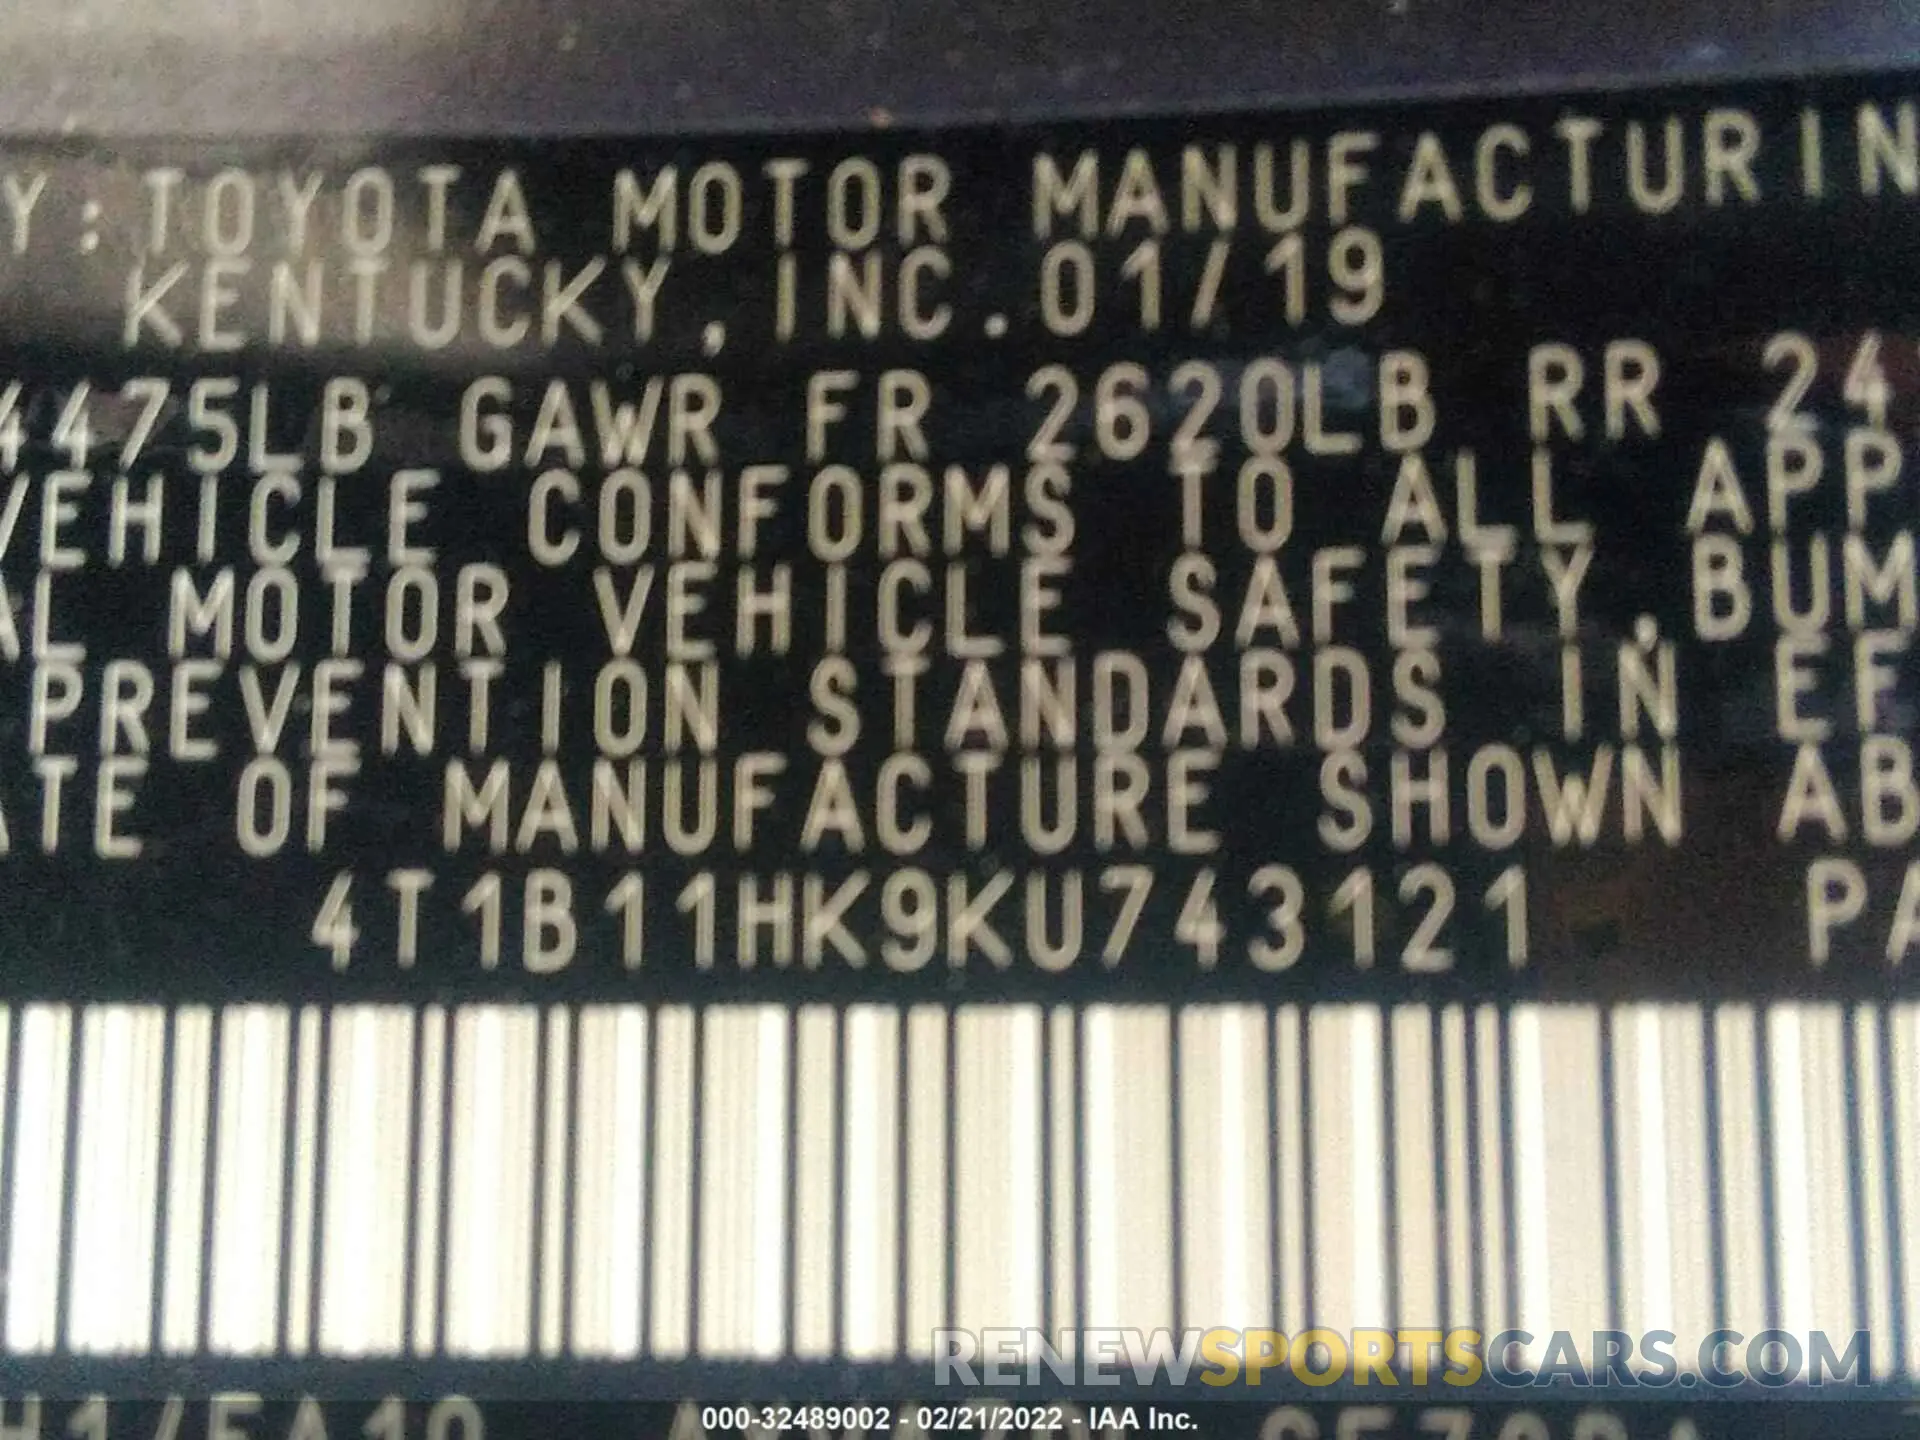 Y:TOYOTA MOTOR MANUFACTURIN
KENTUCKY, INC. 01/19
4475LB GAWR FR 2620LB RR 24
VEHICLE CONFORMS TO ALL APP
AL MOTOR VEHICLE SAFETY, BUM
PREVENTION STANDARDS IN EF
ATE OF MANUFACTURE SHOWN AB
4T1B11HK9KU743121 PA
RENEWSPORTSCARS.COM
000-32489002 - 02/21/2022 - IAA Inc.